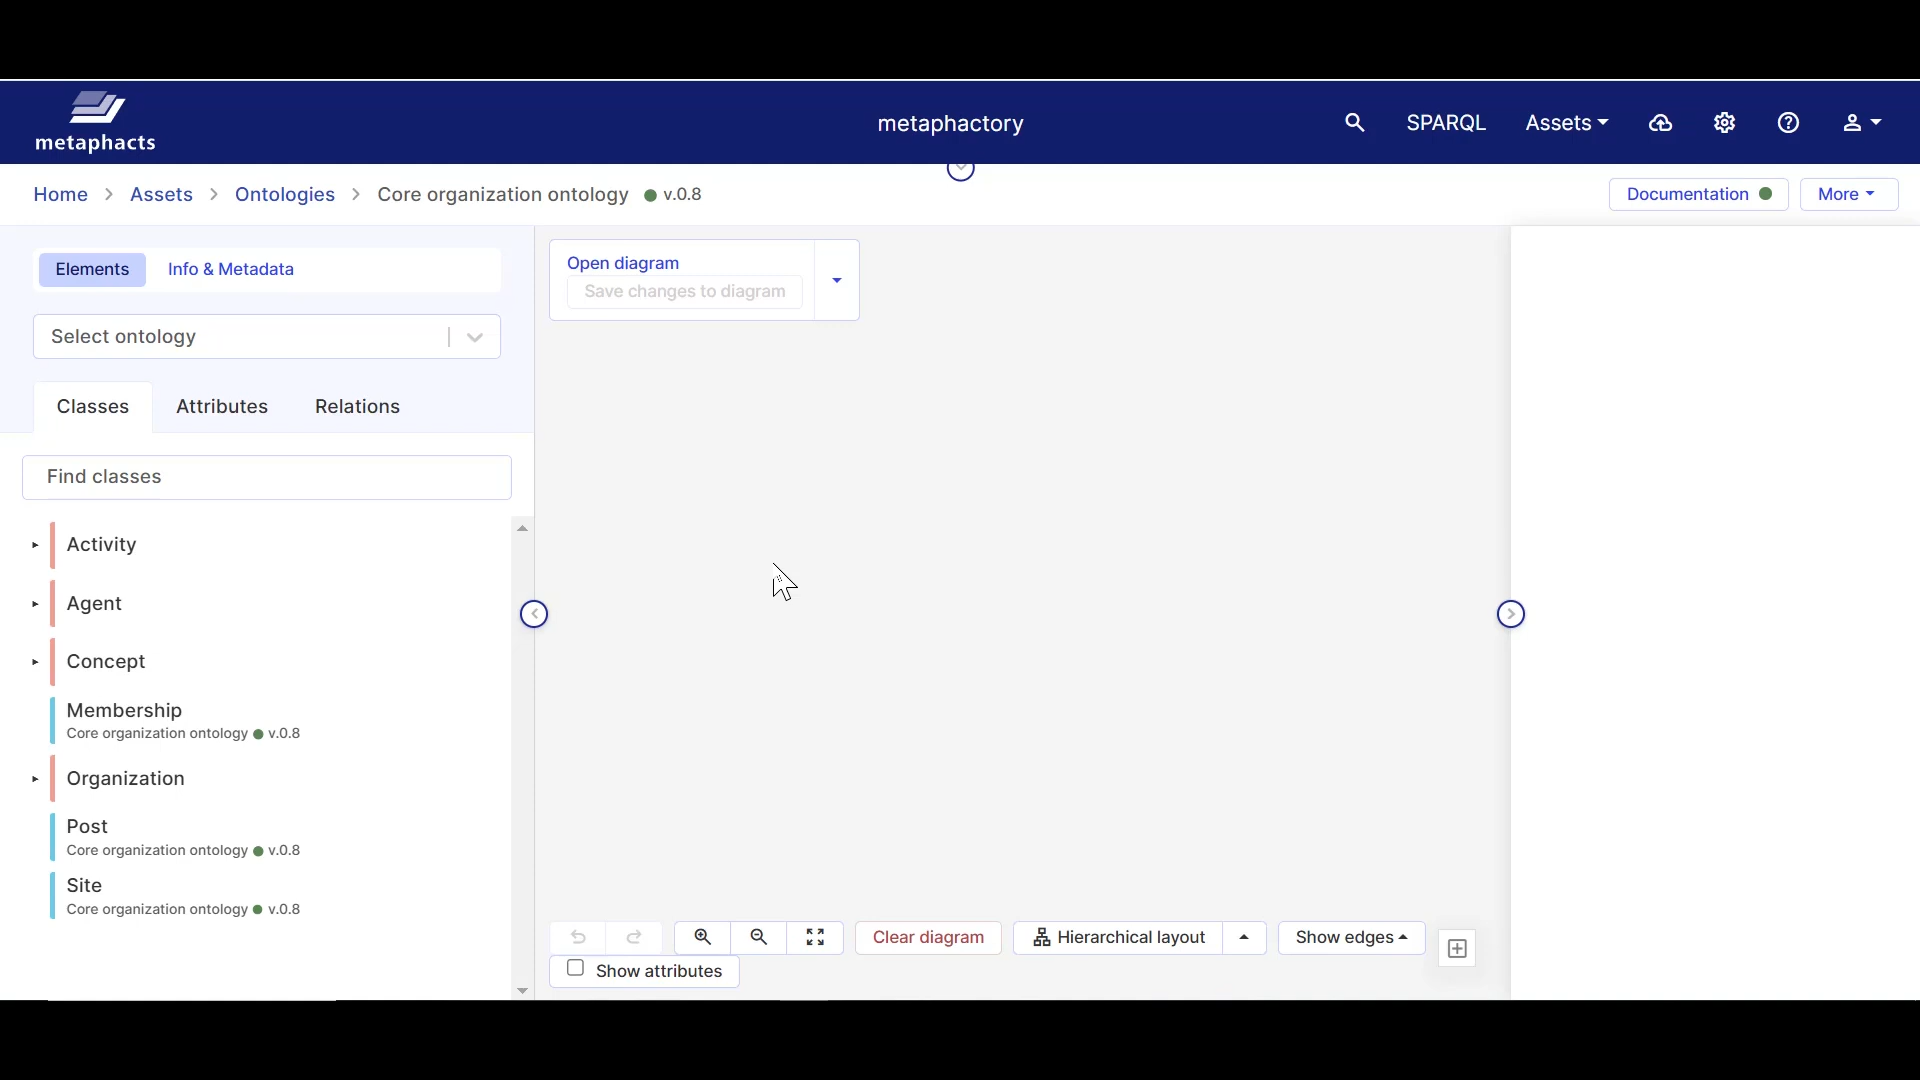 metaphacts
metaphactory
SPARQL
Assets
Home > Assets > Ontologies > Core organization ontology v.0.8
Documentation
More
Elements
Info & Metadata
Open diagram
Save changes to diagram
Select ontology
Classes
Attributes
Relations
Find classes
Activity
Agent
Concept
Membership
Core organization ontology v.0.8
Organization
Post
Core organization ontology v.0.8
Site
Core organization ontology v.0.8
Clear diagram
Hierarchical layout
Show edges
Show attributes